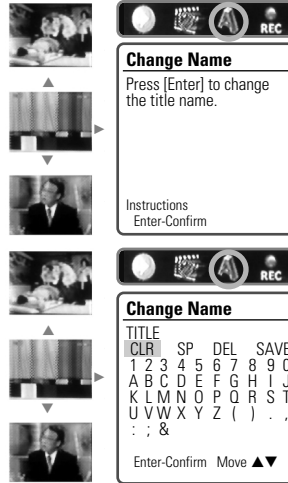 REC
Change Name
Press [Enter] to change
the title name.
Instructions
Enter-Confirm
REC
Change Name
TITLE
CLR SP DEL SAVE
1 2 3 4 5 6 7 8 9 0
A B C D E F G H I J
K L M N O P Q R S T
U V W X Y Z ( ) . ,
: ; &
Enter-Confirm Move ▲▼